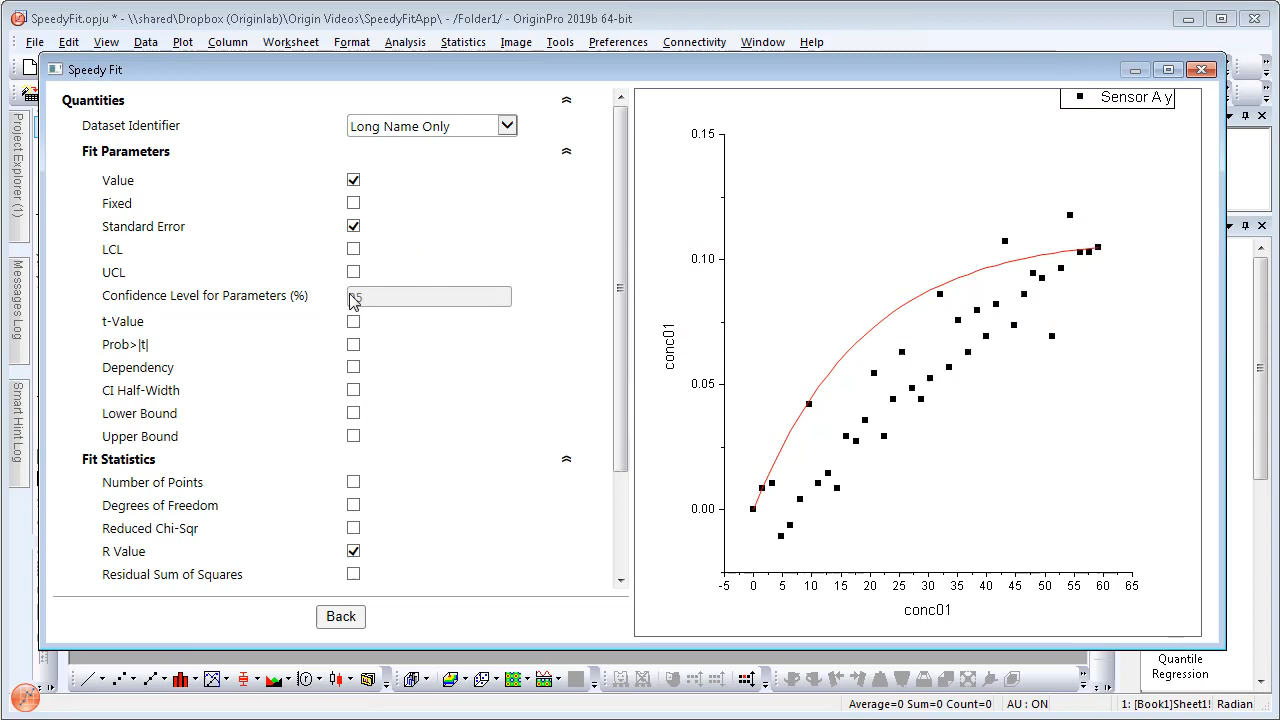 SpeedyFit.opju * - \\shared\Dropbox (Originlab)\Origin Videos\SpeedyFitApp\ - /Folder1/ - OriginPro 2019b 64-bit
File Edit View Data Plot Column Worksheet Format Analysis Statistics Image Tools Preferences Connectivity Window Help
Speedy Fit
Project Explorer (1)
Messages Log
Smart Hint Log
Quantities
Dataset Identifier Long Name Only
Fit Parameters
Value
Fixed
Standard Error
LCL
UCL
Confidence Level for Parameters (%)
t-Value
Prob>|t|
Dependency
CI Half-Width
Lower Bound
Upper Bound
Fit Statistics
Number of Points
Degrees of Freedom
Reduced Chi-Sqr
R Value
Residual Sum of Squares
Back
Sensor A y
0.15
0.10
0.05
0.00
conc01
-5 0 5 10 15 20 25 30 35 40 45 50 55 60 65
conc01
Quantile
Regression
Average=0 Sum=0 Count=0 AU : ON 1: [Book1]Sheet1! Radian